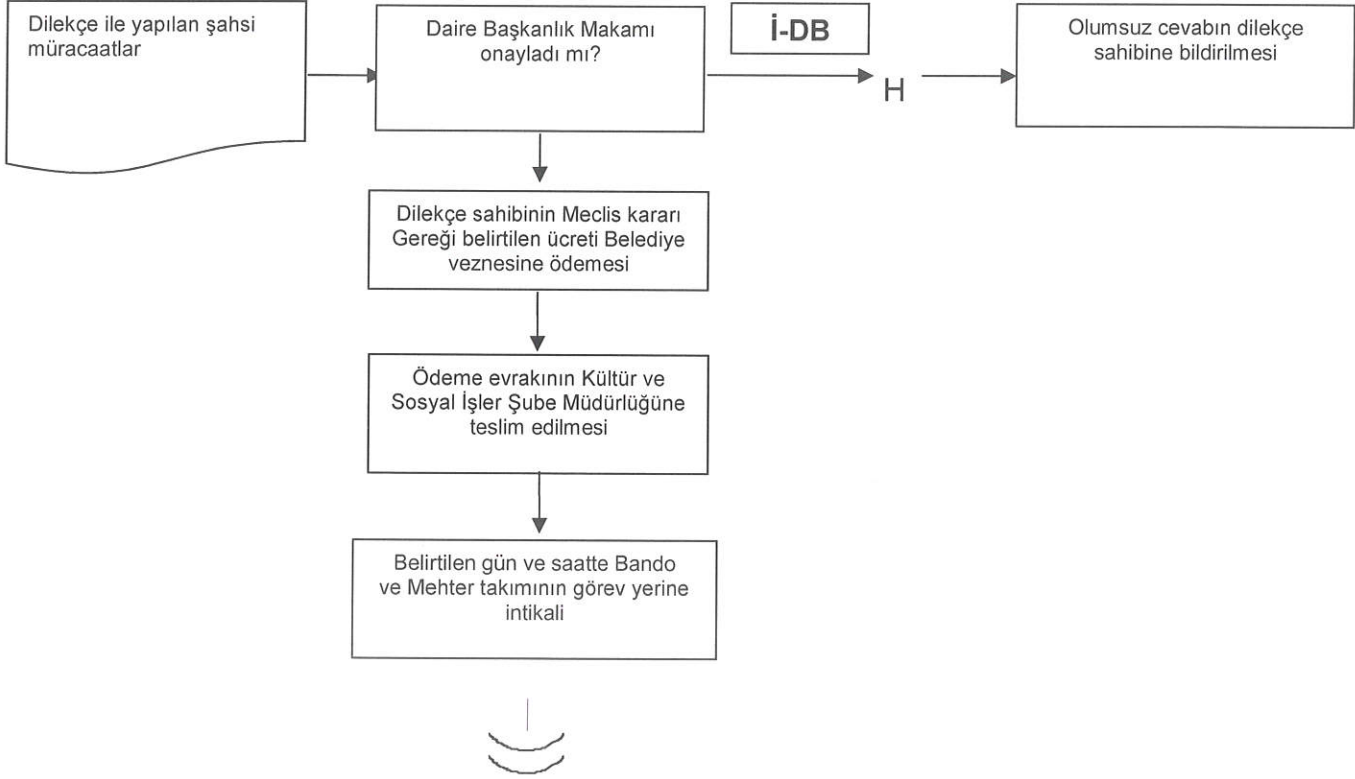 Dilekçe ile yapılan şahsi
müracaatlar
Daire Başkanlık Makamı
onayladı mı?
İ-DB
H
Olumsuz cevabın dilekçe
sahibine bildirilmesi
Dilekçe sahibinin Meclis kararı
Gereği belirtilen ücreti Belediye
veznesine ödemesi
Ödeme evrakının Kültür ve
Sosyal İşler Şube Müdürlüğüne
teslim edilmesi
Belirtilen gün ve saatte Bando
ve Mehter takımının görev yerine
intikali